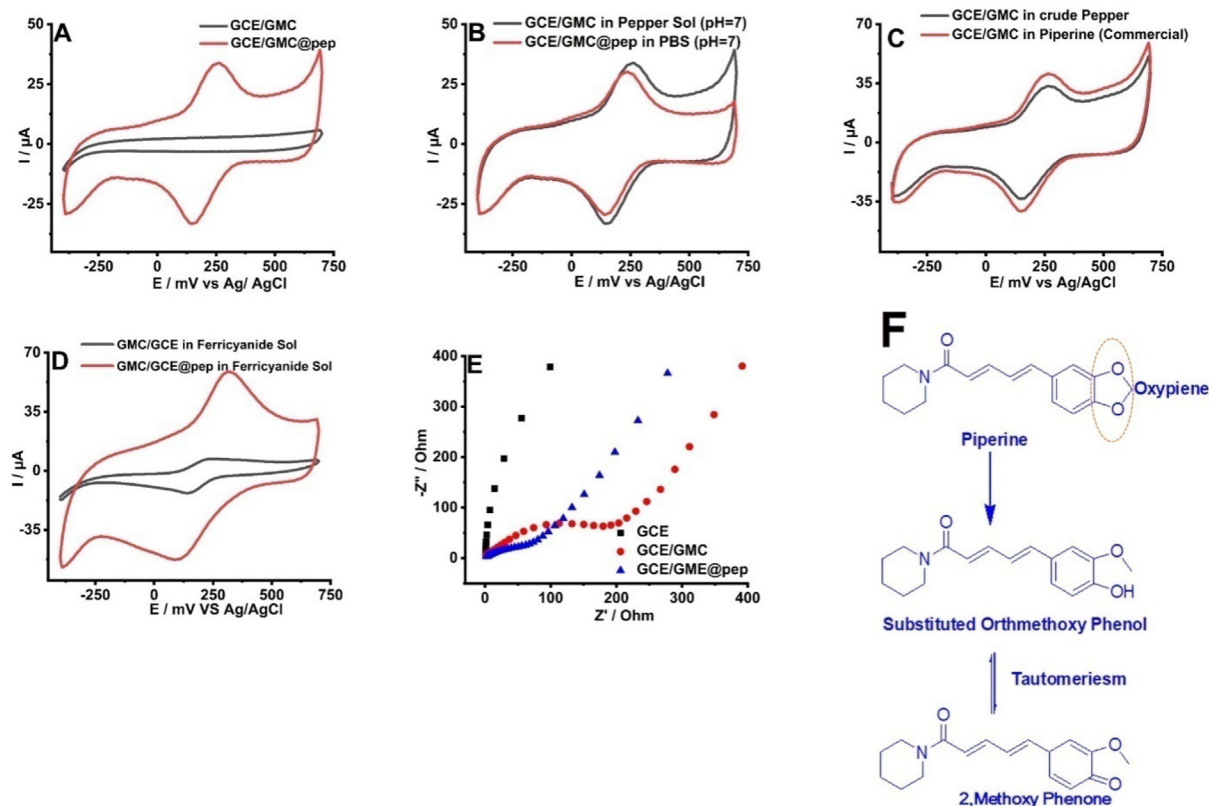 A
GCE/GMC
GCE/GMC@pep
50
25
0
-25
I / µA
-250 0 250 500 750
E / mV vs Ag/ AgCl
B
GCE/GMC in Pepper Sol (pH=7)
GCE/GMC@pep in PBS (pH=7)
50
25
0
-25
I / µA
-250 0 250 500 750
E / mV vs Ag/AgCl
C
GCE/GMC in crude Pepper
GCE/GMC in Piperine (Commercial)
70
35
0
-35
I / µA
-250 0 250 500 750
E / mV vs Ag/AgCl
D
GMC/GCE in Ferricyanide Sol
GMC/GCE@pep in Ferricyanide Sol
70
35
0
-35
I / µA
-250 0 250 500 750
E / mV VS Ag/AgCl
E
400
300
200
100
0
-Z'' / Ohm
GCE
GCE/GMC
GCE/GME@pep
0 100 200 300 400
Z' / Ohm
F
O
N
O
O
Oxypiene
Piperine
O
N
O
OH
Substituted Orthmethoxy Phenol
Tautomeriesm
O
N
O
O
2,Methoxy Phenone